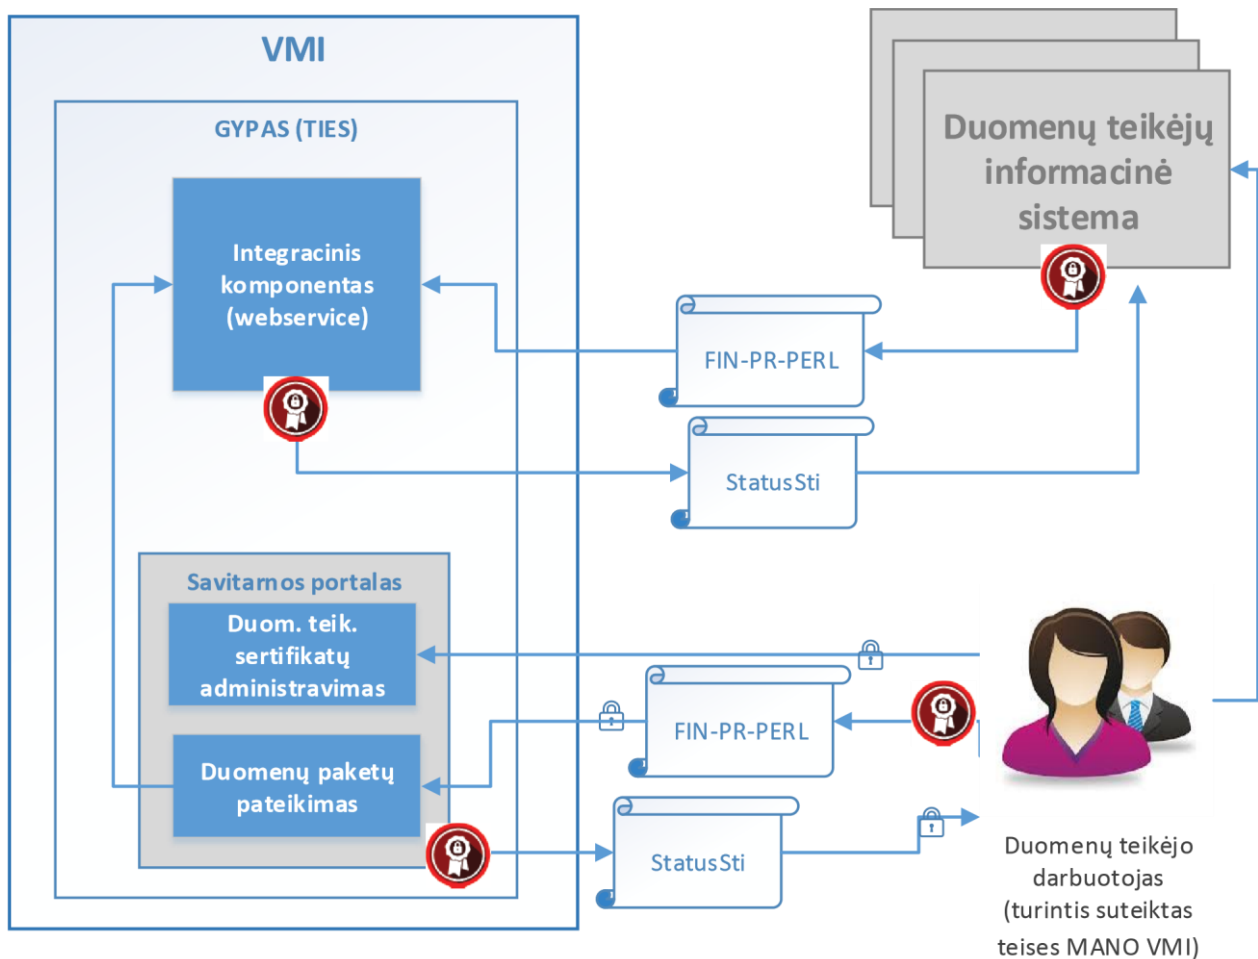 VMI
GYPAS (TIES)
Integracinis
komponentas
(webservice)
Duomenų teikėjų
informacinė
sistema
FIN-PR-PERL
StatusSti
Savitarnos portalas
Duom. teik.
sertifikatų
administravimas
Duomenų paketų
pateikimas
FIN-PR-PERL
StatusSti
Duomenų teikėjo
darbuotojas
(turintis suteiktas
teises MANO VMI)